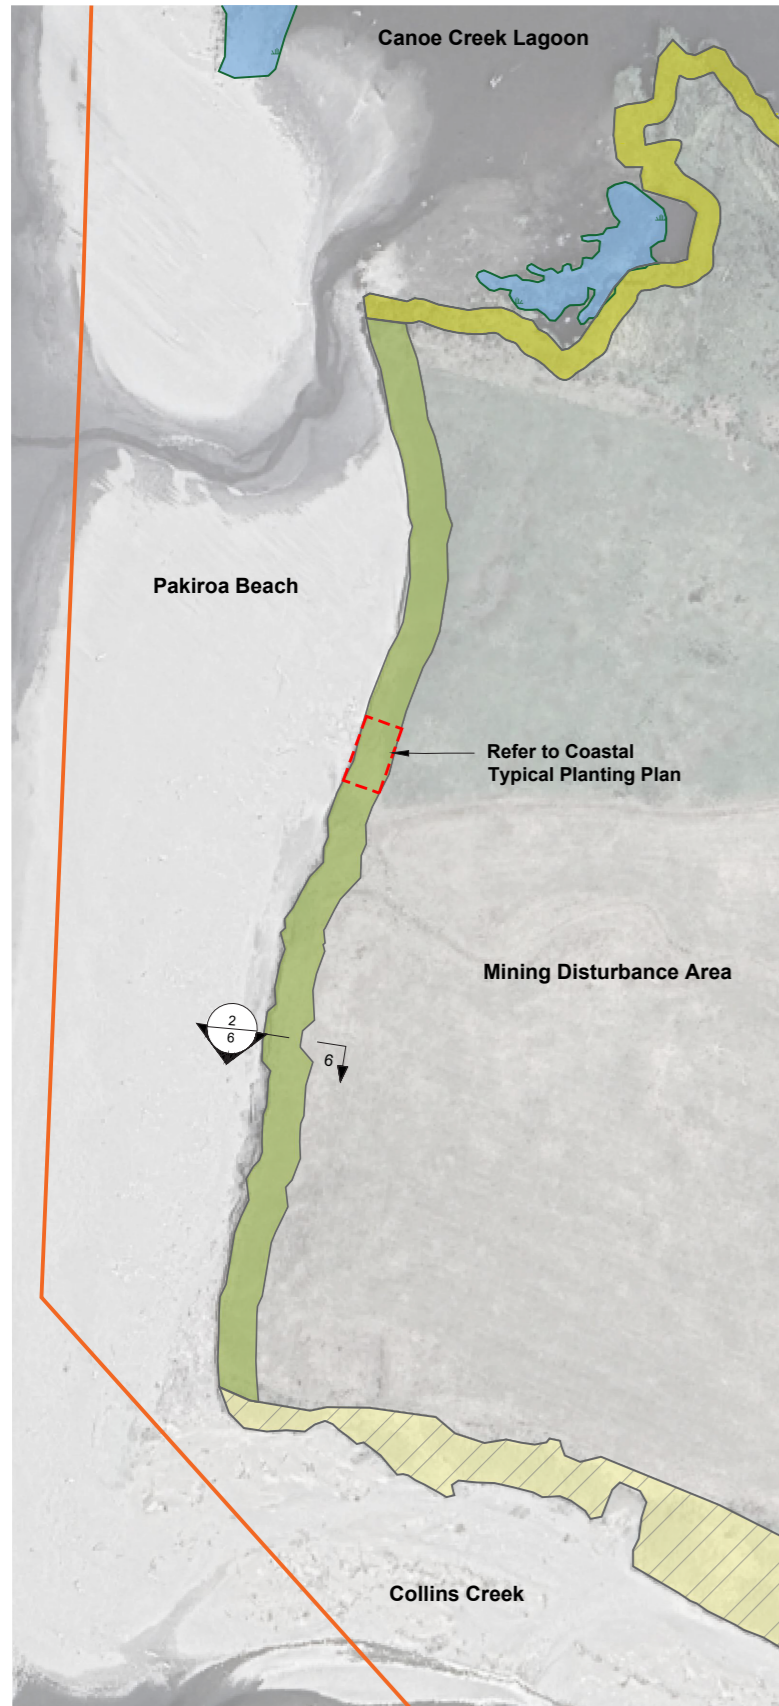 Canoe Creek Lagoon
Pakiroa Beach
Refer to Coastal
Typical Planting Plan
Mining Disturbance Area
2
6
6
Collins Creek